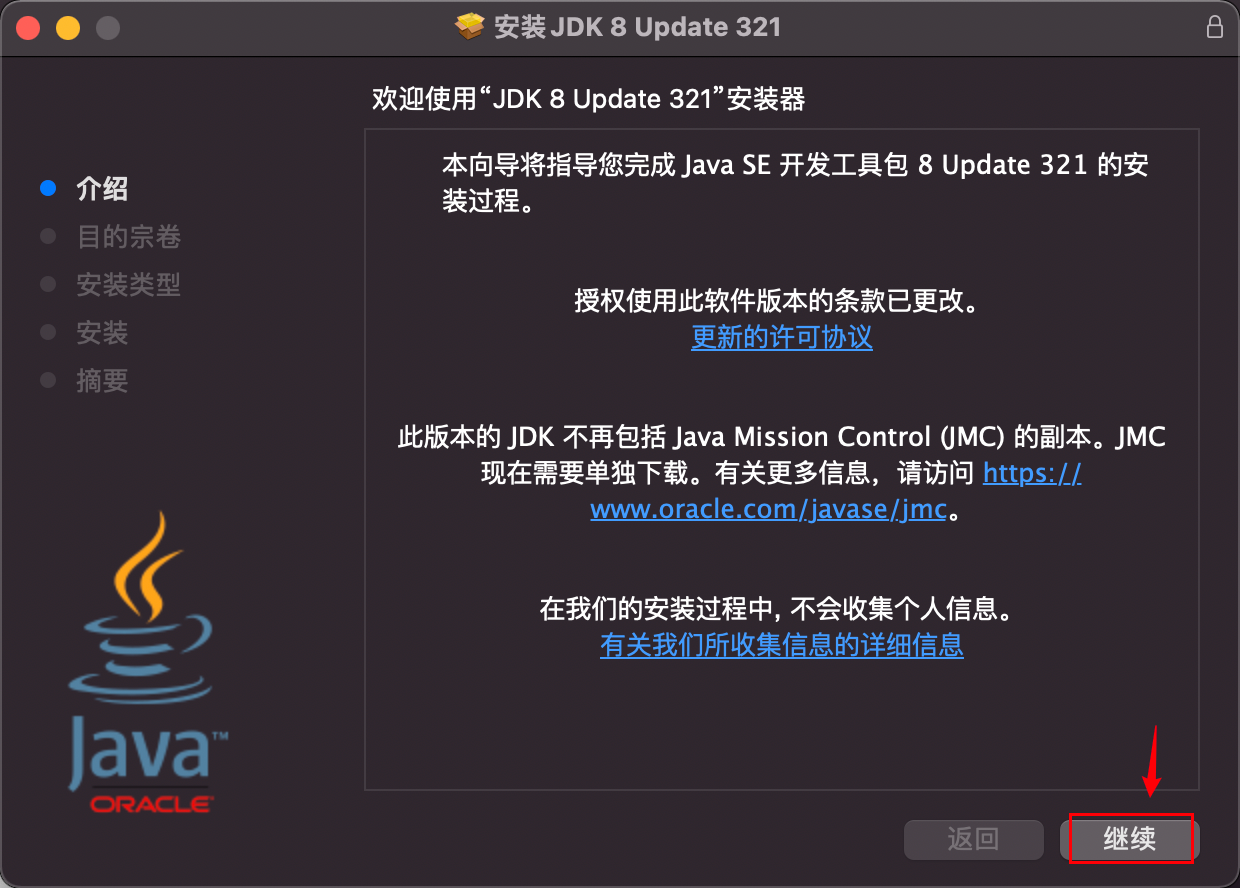 安装 JDK 8 Update 321
欢迎使用“JDK 8 Update 321”安装器
介绍
目的宗卷
安装类型
安装
摘要
本向导将指导您完成 Java SE 开发工具包 8 Update 321 的安
装过程。
授权使用此软件版本的条款已更改。
更新的许可协议
此版本的 JDK 不再包括 Java Mission Control (JMC) 的副本。JMC
现在需要单独下载。有关更多信息，请访问 https://
www.oracle.com/javase/jmc。
在我们的安装过程中, 不会收集个人信息。
有关我们所收集信息的详细信息
Java™
ORACLE®
返回
继续